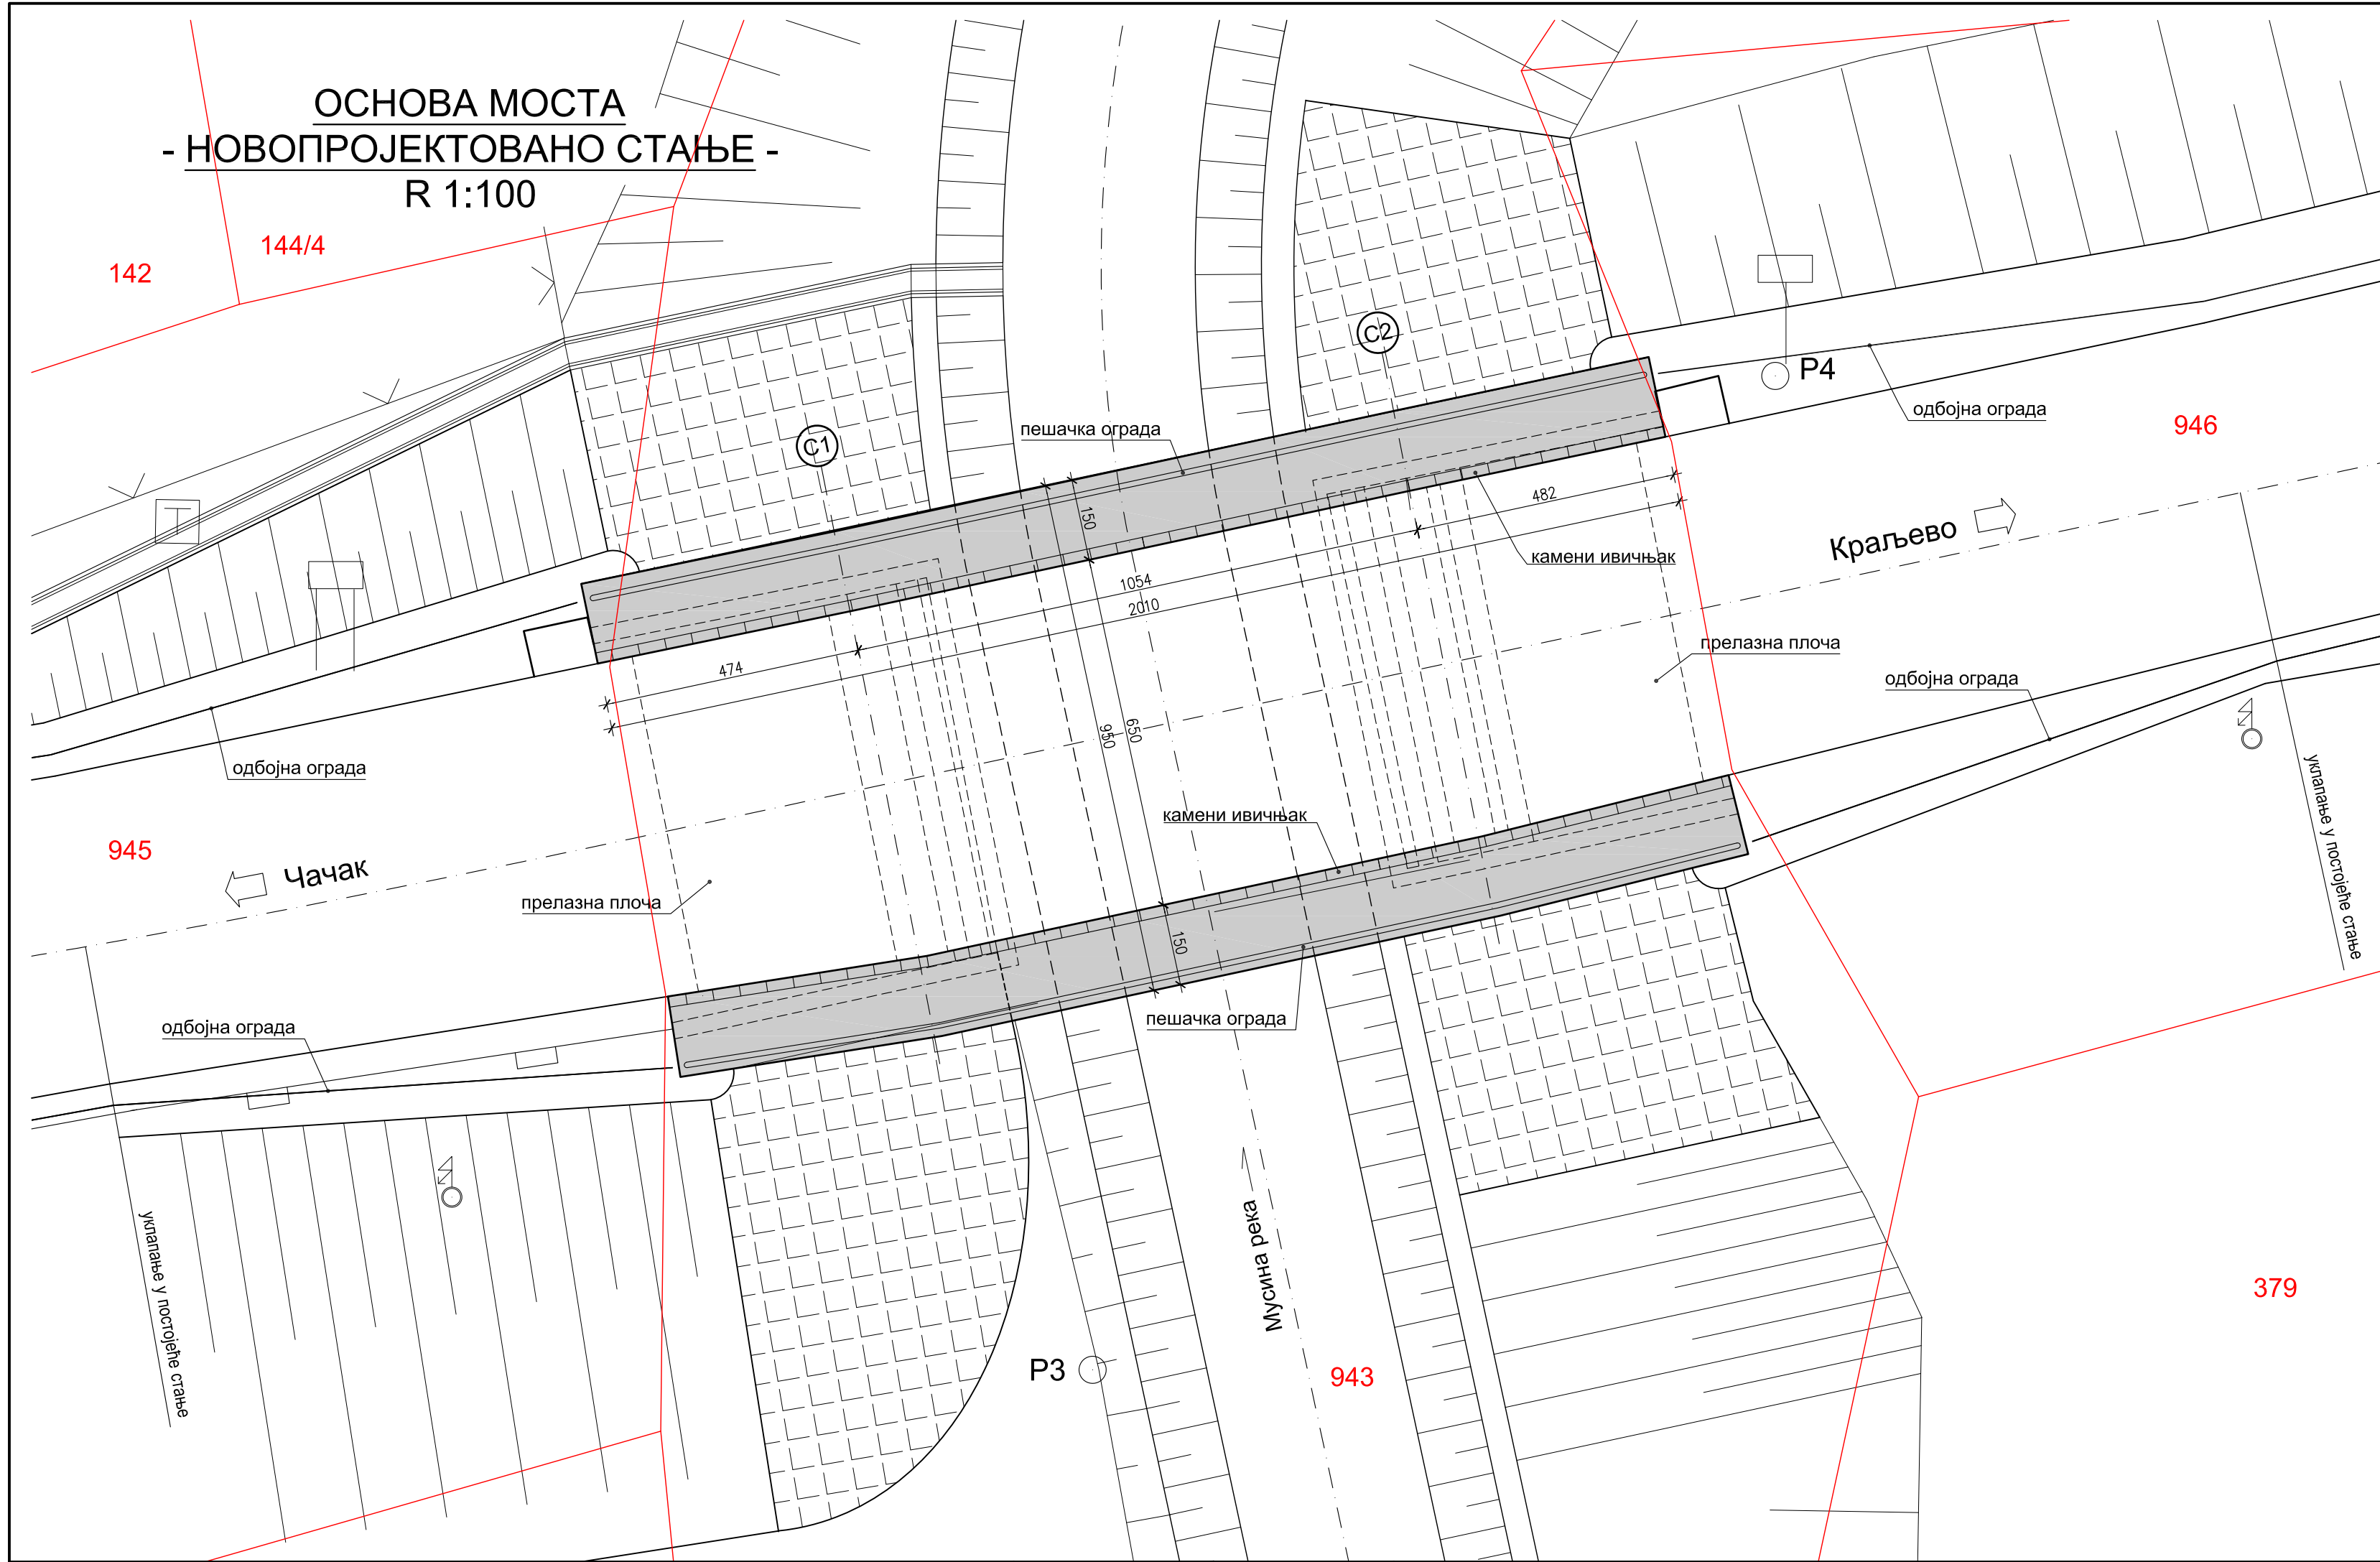 ОСНОВА МОСТА
- НОВОПРОЈЕКТОВАНО СТАЊЕ -
R 1:100
142
144/4
C1
C2
P4
одбојна ограда
946
пешачка ограда
150
482
камени ивичњак
Краљево
1054
2010
474
прелазна плоча
одбојна ограда
650
950
одбојна ограда
уклапање у постојеће стање
945
Чачак
камени ивичњак
прелазна плоча
150
пешачка ограда
одбојна ограда
уклапање у постојеће стање
Мусина река
379
P3
943